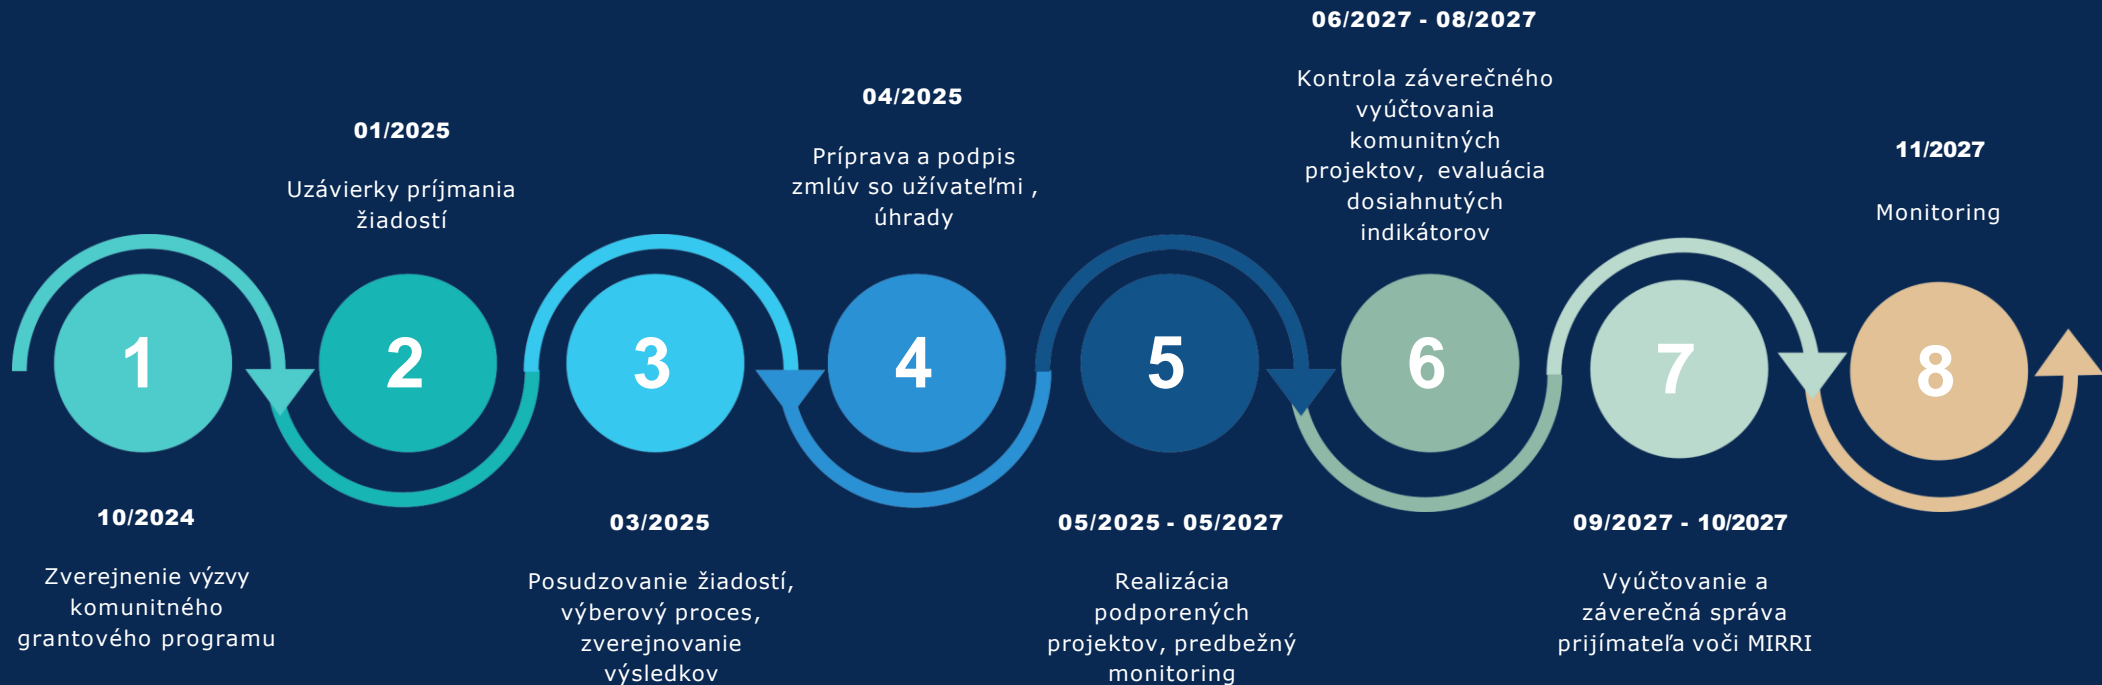 1
10/2024
Zverejnenie výzvy
komunitného
grantového programu
2
01/2025
Uzávierky príjmania
žiadostí
3
03/2025
Posudzovanie žiadostí,
výberový proces,
zverejnovanie
výsledkov
4
04/2025
Príprava a podpis
zmlúv so užívateľmi ,
úhrady
5
05/2025 - 05/2027
Realizácia
podporených
projektov, predbežný
monitoring
6
06/2027 - 08/2027
Kontrola záverečného
vyúčtovania
komunitných
projektov, evaluácia
dosiahnutých
indikátorov
7
09/2027 - 10/2027
Vyúčtovanie a
záverečná správa
prijímateľa voči MIRRI
8
11/2027
Monitoring